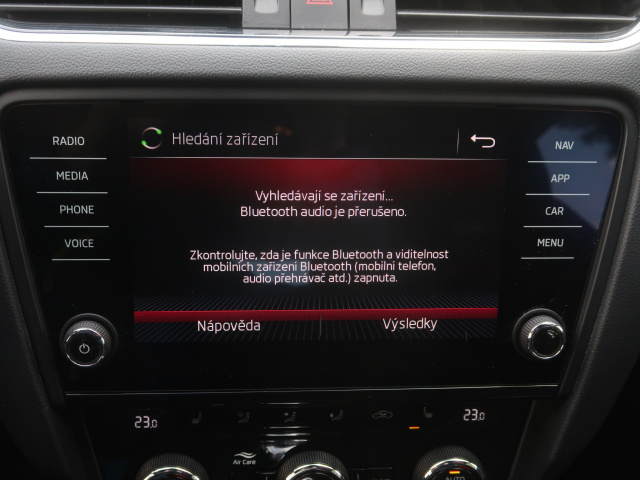 Hledání zařízení
RADIO
MEDIA
PHONE
VOICE
NAV
APP
CAR
MENU
Vyhledávají se zařízení...
Bluetooth audio je přerušeno.
Zkontrolujte, zda je funkce Bluetooth a viditelnost
mobilních zařízení Bluetooth (mobilní telefon,
audio přehrávač atd.) zapnuta.
Nápověda
Výsledky
23.0
23.0
Air Care
AUTO